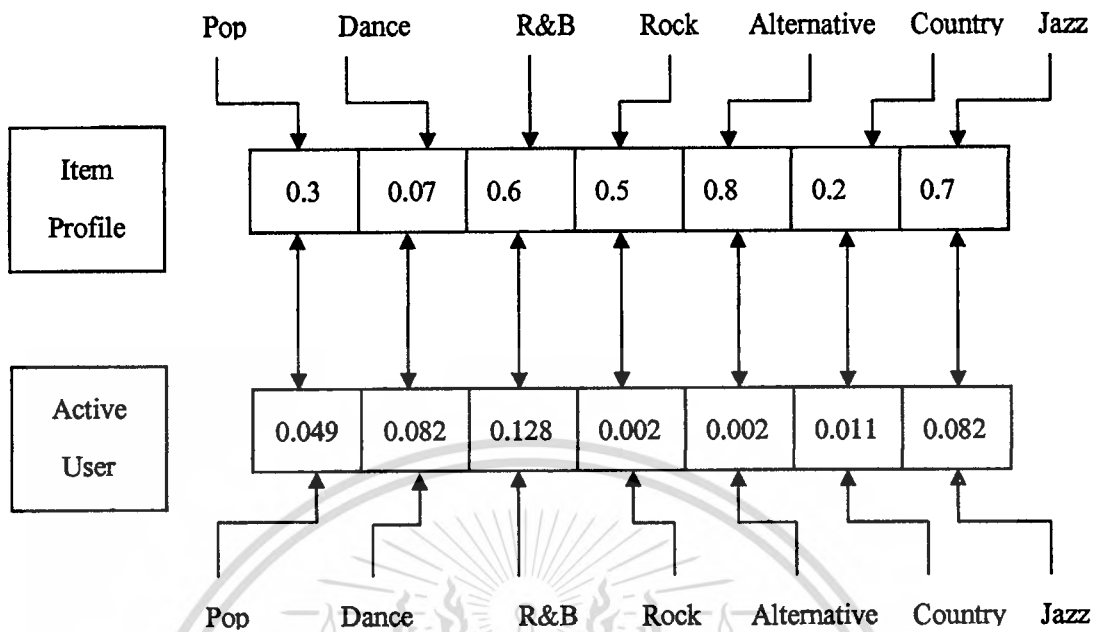 Pop Dance R&B Rock Alternative Country Jazz
Item
Profile
0.3 0.07 0.6 0.5 0.8 0.2 0.7
Active
User
0.049 0.082 0.128 0.002 0.002 0.011 0.082
Pop Dance R&B Rock Alternative Country Jazz